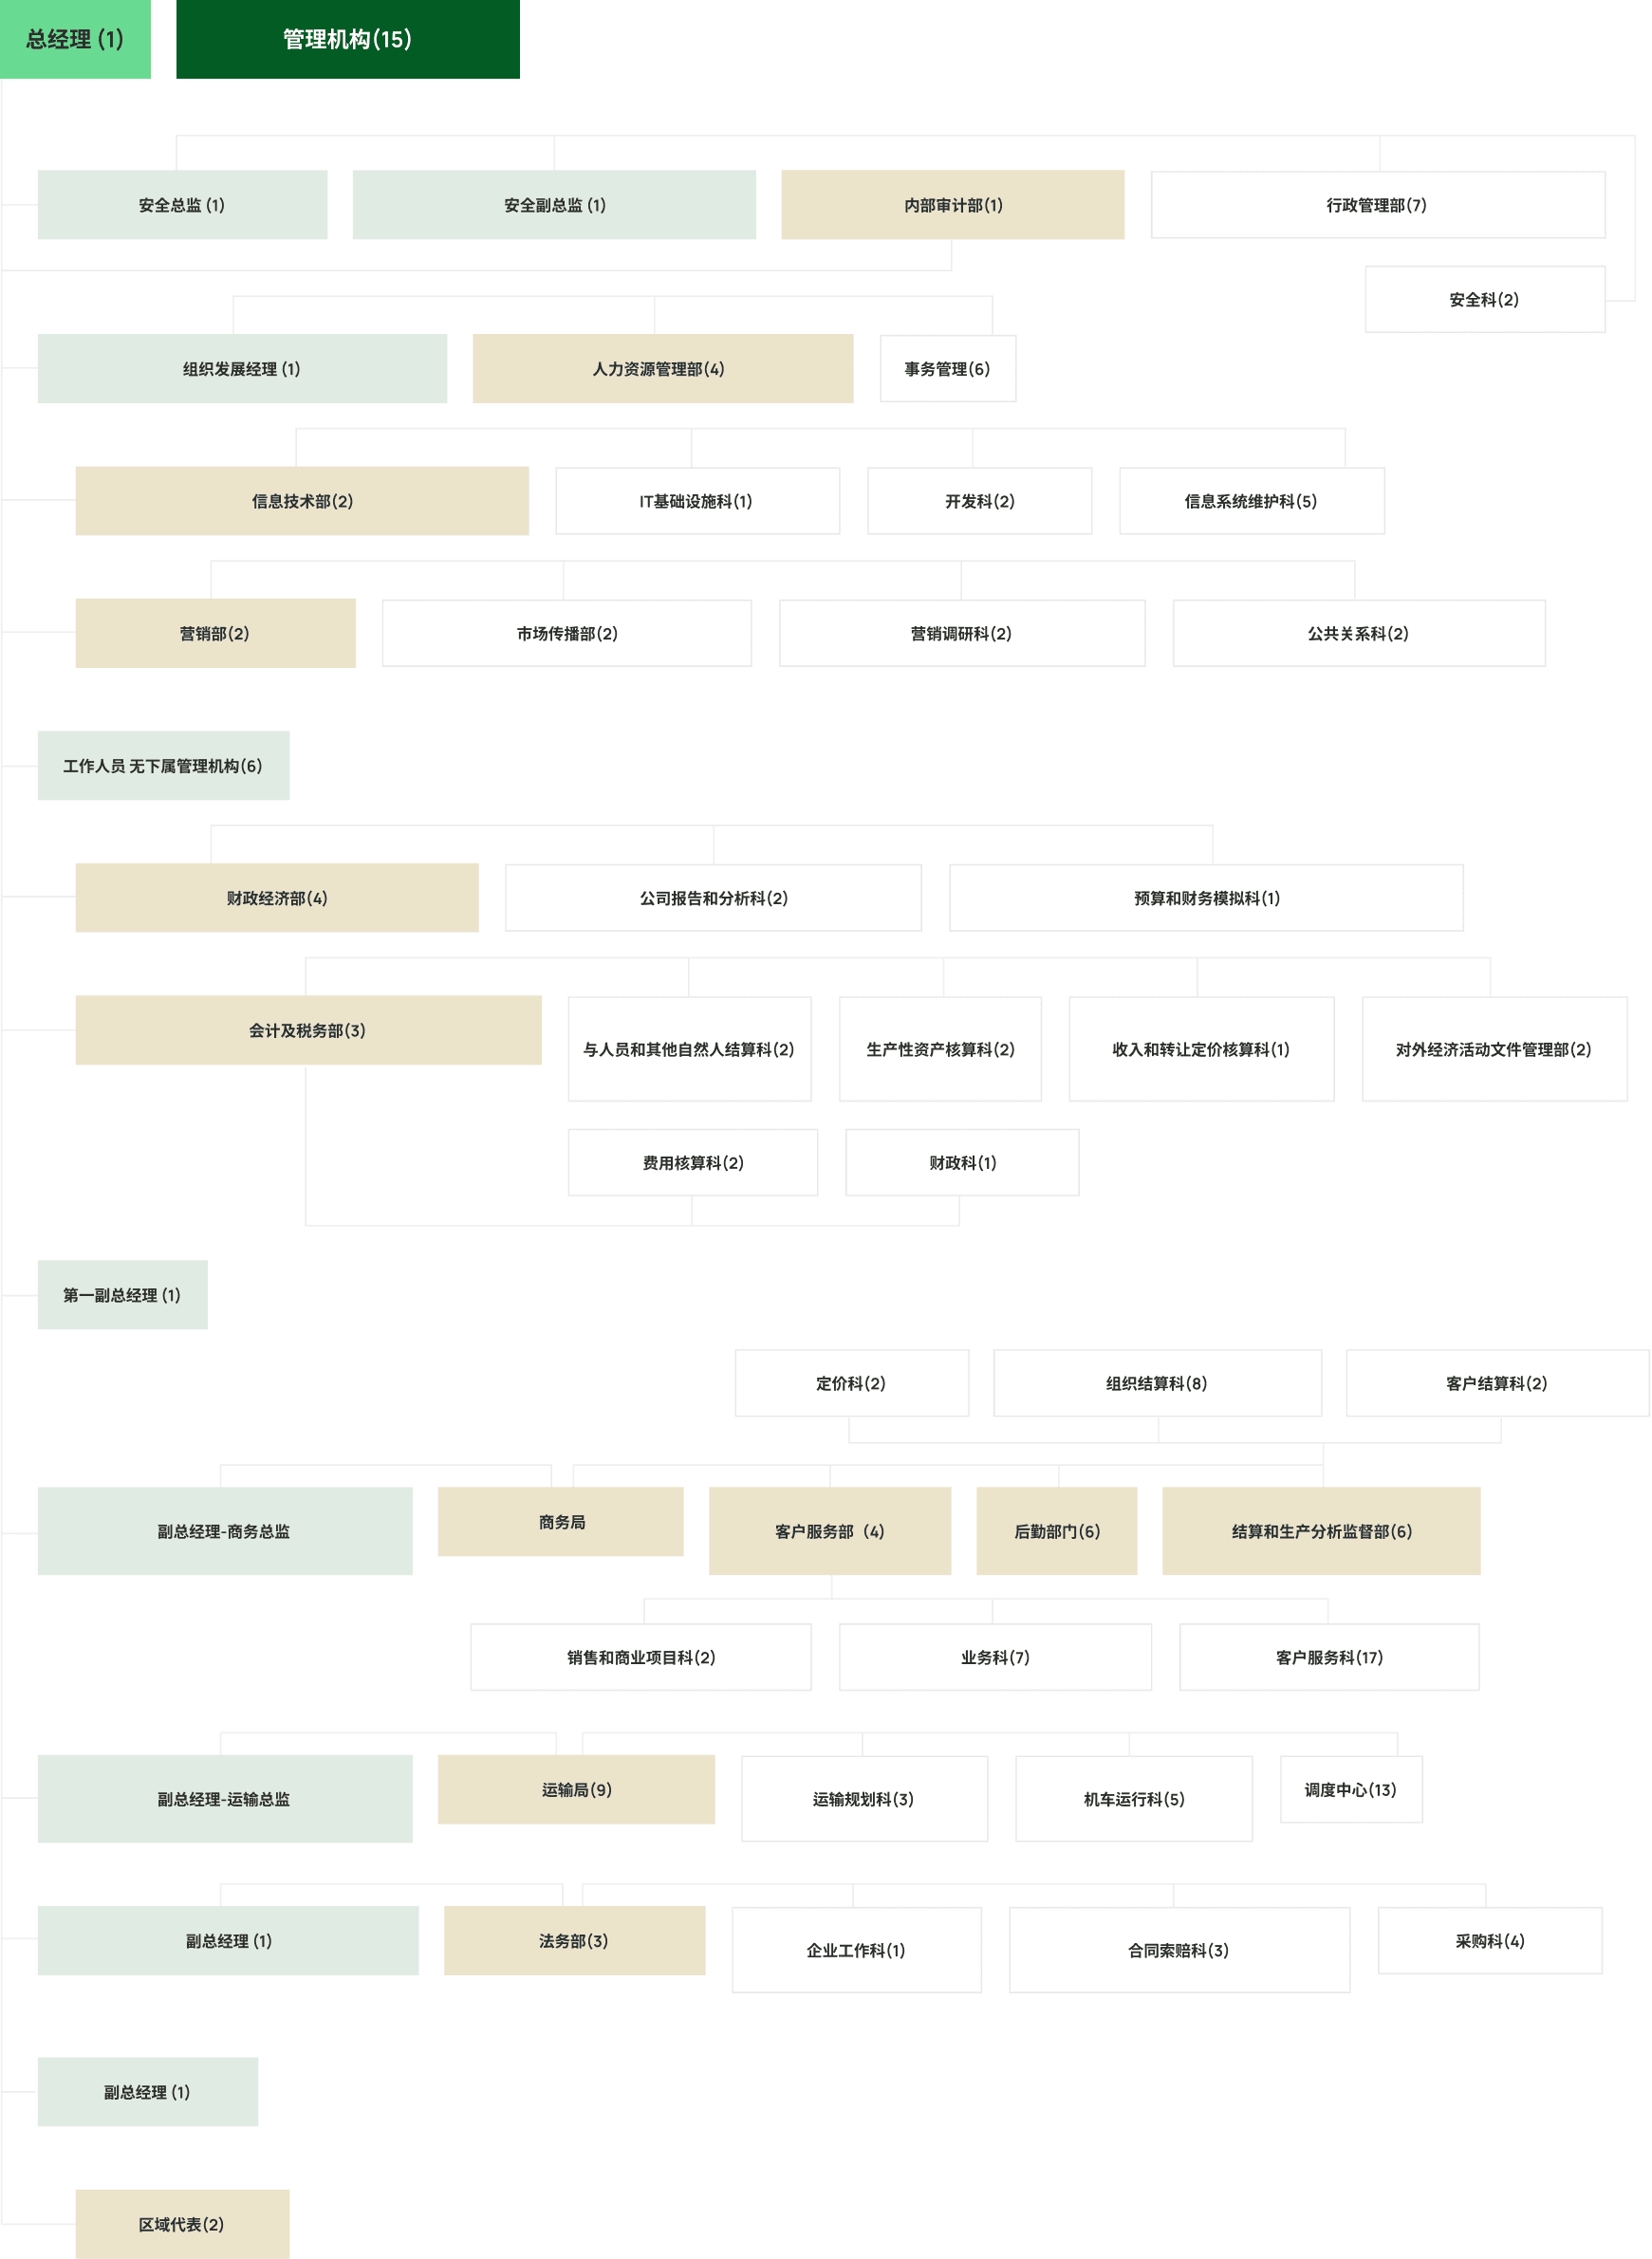 总经理 (1)
管理机构(15)
安全总监 (1)
安全副总监 (1)
内部审计部(1)
行政管理部(7)
安全科(2)
组织发展经理 (1)
人力资源管理部(4)
事务管理(6)
信息技术部(2)
IT基础设施科(1)
开发科(2)
信息系统维护科(5)
营销部(2)
市场传播部(2)
营销调研科(2)
公共关系科(2)
工作人员 无下属管理机构(6)
财政经济部(4)
公司报告和分析科(2)
预算和财务模拟科(1)
会计及税务部(3)
与人员和其他自然人结算科(2)
生产性资产核算科(2)
收入和转让定价核算科(1)
对外经济活动文件管理部(2)
费用核算科(2)
财政科(1)
第一副总经理 (1)
定价科(2)
组织结算科(8)
客户结算科(2)
副总经理-商务总监
商务局
客户服务部（4)
后勤部门(6)
结算和生产分析监督部(6)
销售和商业项目科(2)
业务科(7)
客户服务科(17)
副总经理-运输总监
运输局(9)
运输规划科(3)
机车运行科(5)
调度中心(13)
副总经理 (1)
法务部(3)
企业工作科(1)
合同索赔科(3)
采购科(4)
副总经理 (1)
区域代表(2)